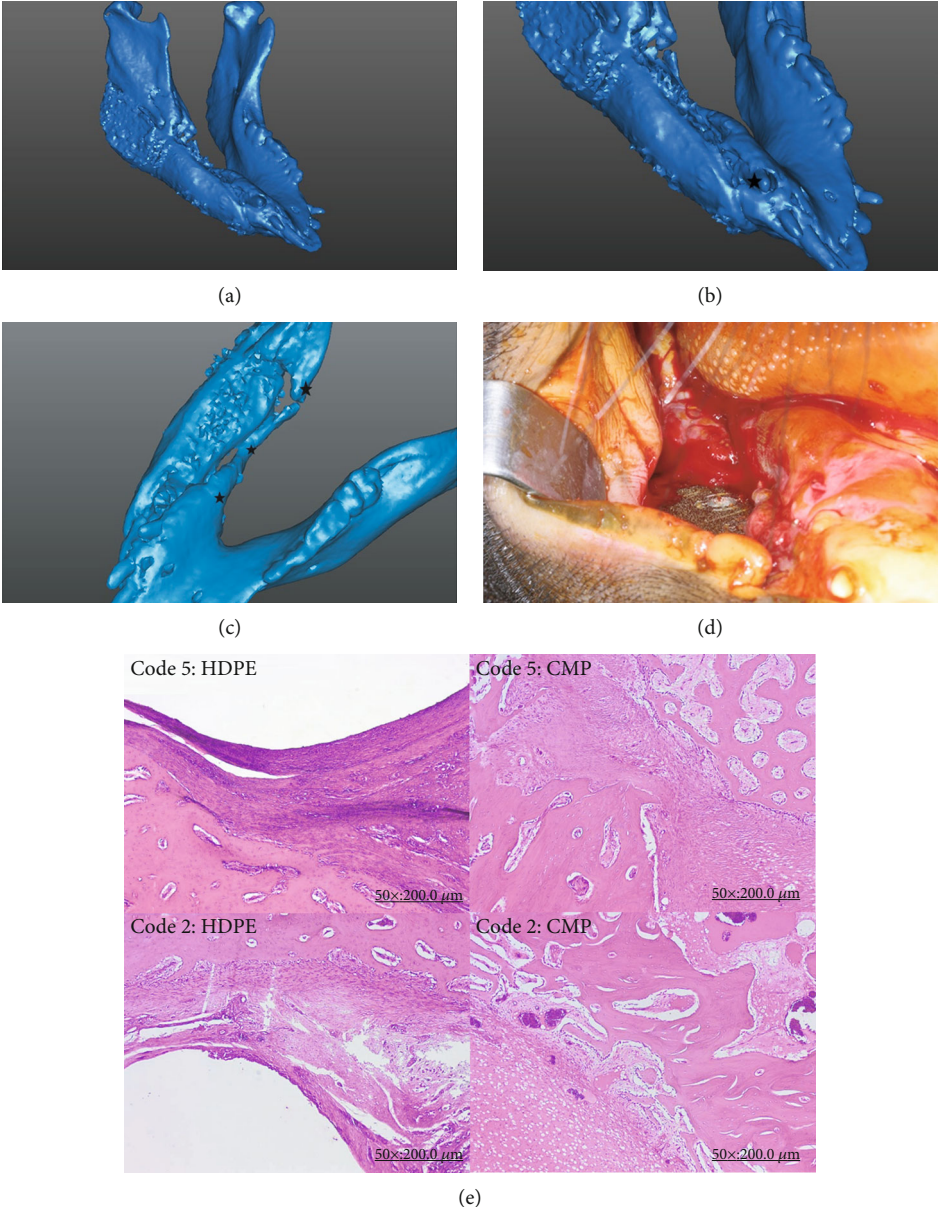 (a)
(b)
(c)
(d)
Code 5: HDPE
Code 5: CMP
50×:200.0 μm
50×:200.0 μm
Code 2: HDPE
Code 2: CMP
50×:200.0 μm
50×:200.0 μm
(e)